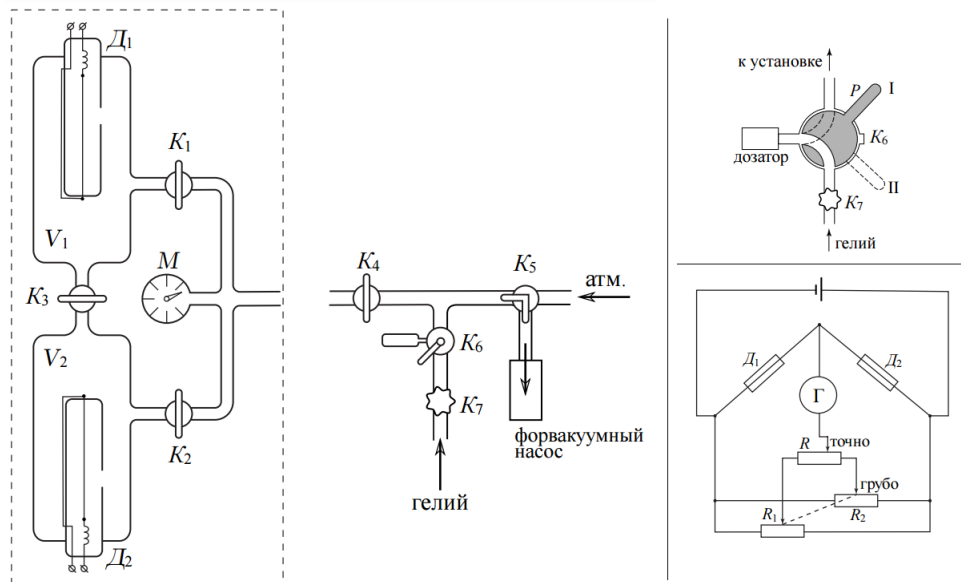 Д₁
K₁
V₁
M
K₃
V₂
K₂
Д₂
K₄
K₅
атм.
K₆
K₇
форвакуумный
насос
гелий
к установке
P
I
дозатор
K₆
II
K₇
гелий
Д₁
Д₂
Г
R
точно
грубо
R₁
R₂